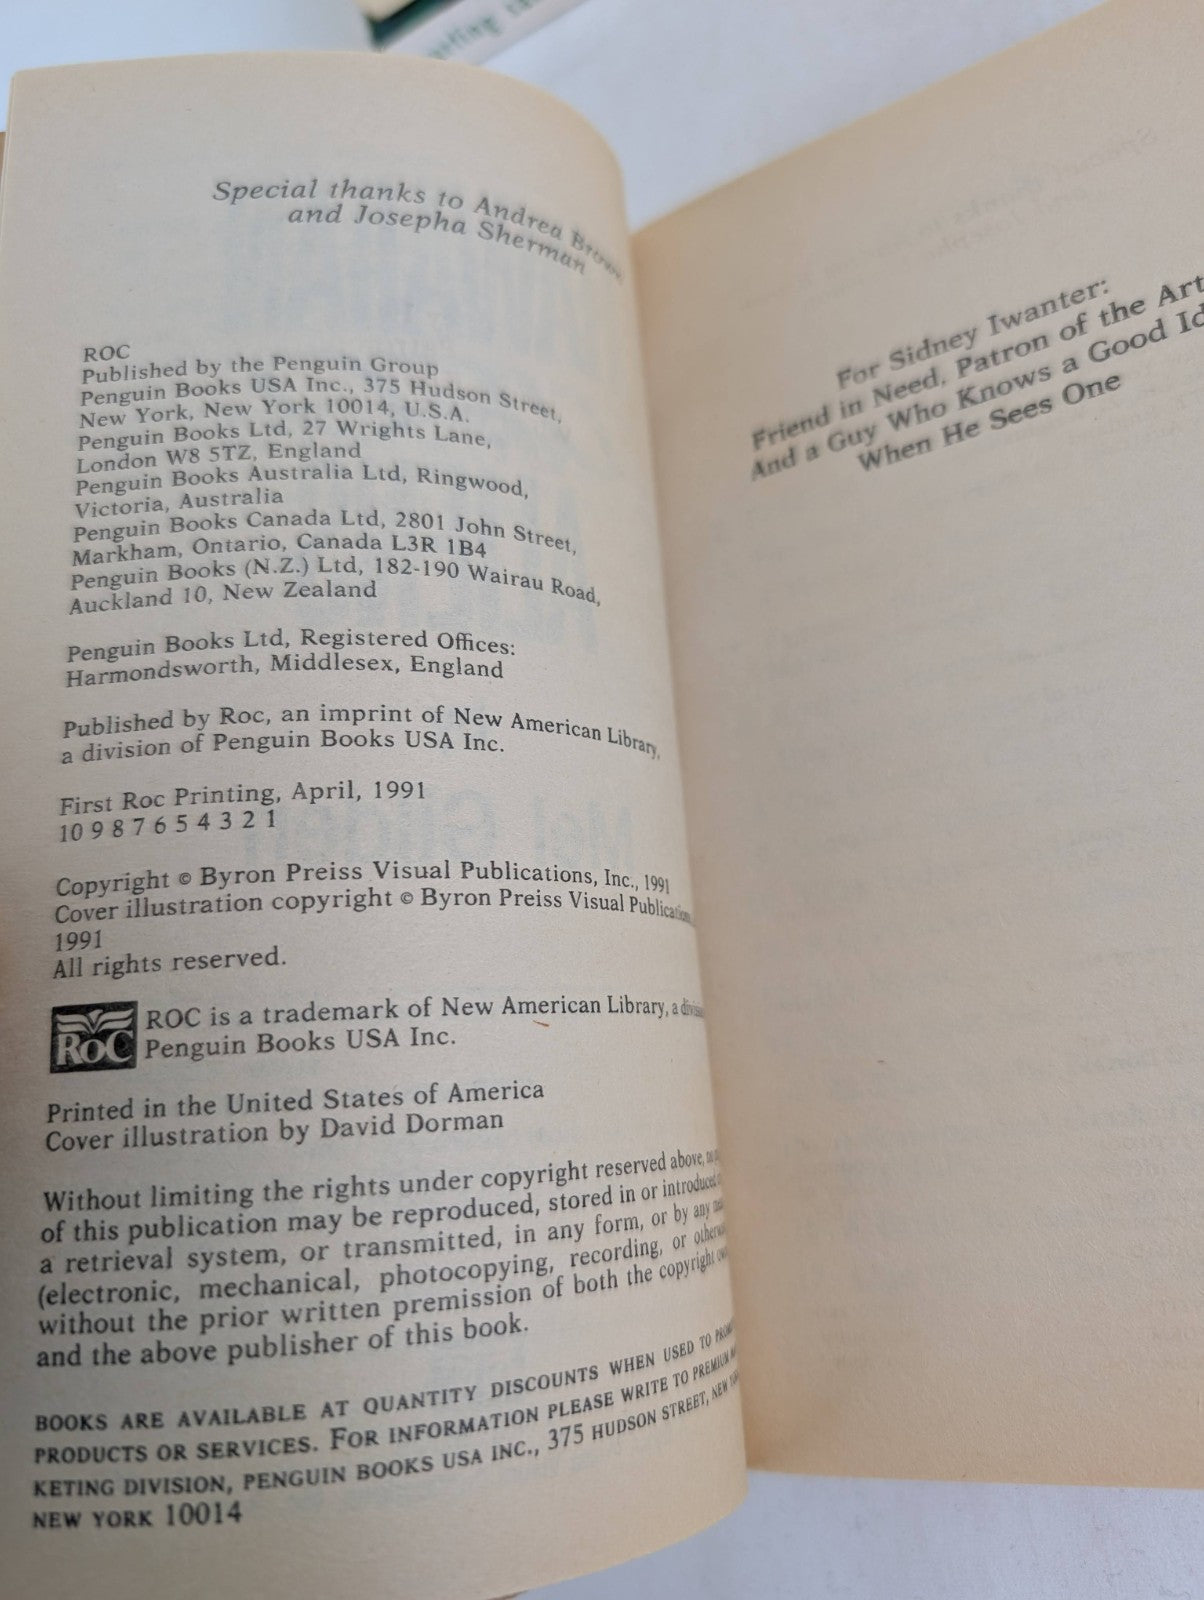 Special thanks to Andrea Brown
and Josepha Sherman
ROC
Published by the Penguin Group
Penguin Books USA Inc., 375 Hudson Street,
New York, New York 10014, U.S.A.
Penguin Books Ltd, 27 Wrights Lane,
London W8 5TZ, England
Penguin Books Australia Ltd, Ringwood,
Victoria, Australia
Penguin Books Canada Ltd, 2801 John Street,
Markham, Ontario, Canada L3R 1B4
Penguin Books (N.Z.) Ltd, 182-190 Wairau Road,
Auckland 10, New Zealand
Penguin Books Ltd, Registered Offices:
Harmondsworth, Middlesex, England
Published by Roc, an imprint of New American Library,
a division of Penguin Books USA Inc.
First Roc Printing, April, 1991
10 9 8 7 6 5 4 3 2 1
Copyright © Byron Preiss Visual Publications, Inc., 1991
Cover illustration copyright © Byron Preiss Visual Publications,
1991
All rights reserved.
ROC
ROC is a trademark of New American Library, a
Penguin Books USA Inc.
Printed in the United States of America
Cover illustration by David Dorman
Without limiting the rights under copyright reserved above, no
of this publication may be reproduced, stored in or introduced
a retrieval system, or transmitted, in any form, or by any
(electronic, mechanical, photocopying, recording, or
without the prior written premission of both the copyright
and the above publisher of this book.
BOOKS ARE AVAILABLE AT QUANTITY DISCOUNTS WHEN USED TO
PRODUCTS OR SERVICES. FOR INFORMATION PLEASE WRITE TO PREMIUM
KETING DIVISION, PENGUIN BOOKS USA INC., 375 HUDSON STREET, NEW
NEW YORK 10014
For Sidney Iwanter:
Friend in Need, Patron of the Art
And a Guy Who Knows a Good Id
When He Sees One